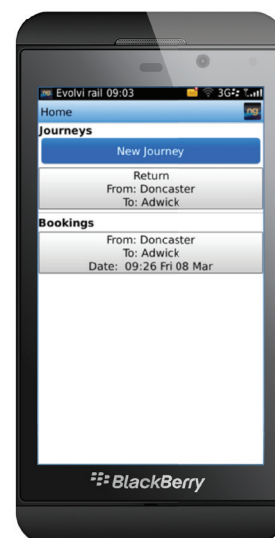 Evolvi rail 09:03 3G
Home ng
Journeys
New Journey
Return
From: Doncaster
To: Adwick
Bookings
From: Doncaster
To: Adwick
Date: 09:26 Fri 08 Mar
BlackBerry